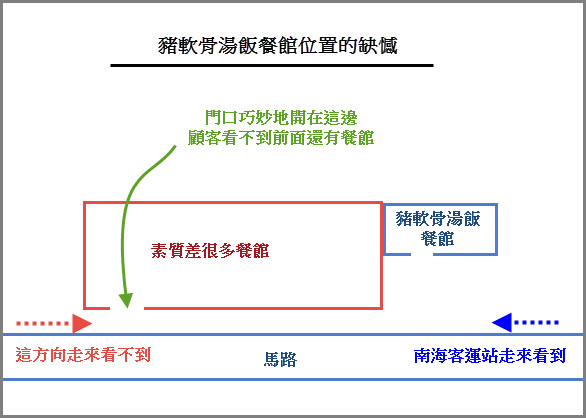 豬軟骨湯飯餐館位置的缺憾
門口巧妙地開在這邊
顧客看不到前面還有餐館
豬軟骨湯飯
餐館
素質差很多餐館
這方向走來看不到
馬路
南海客運站走來看到